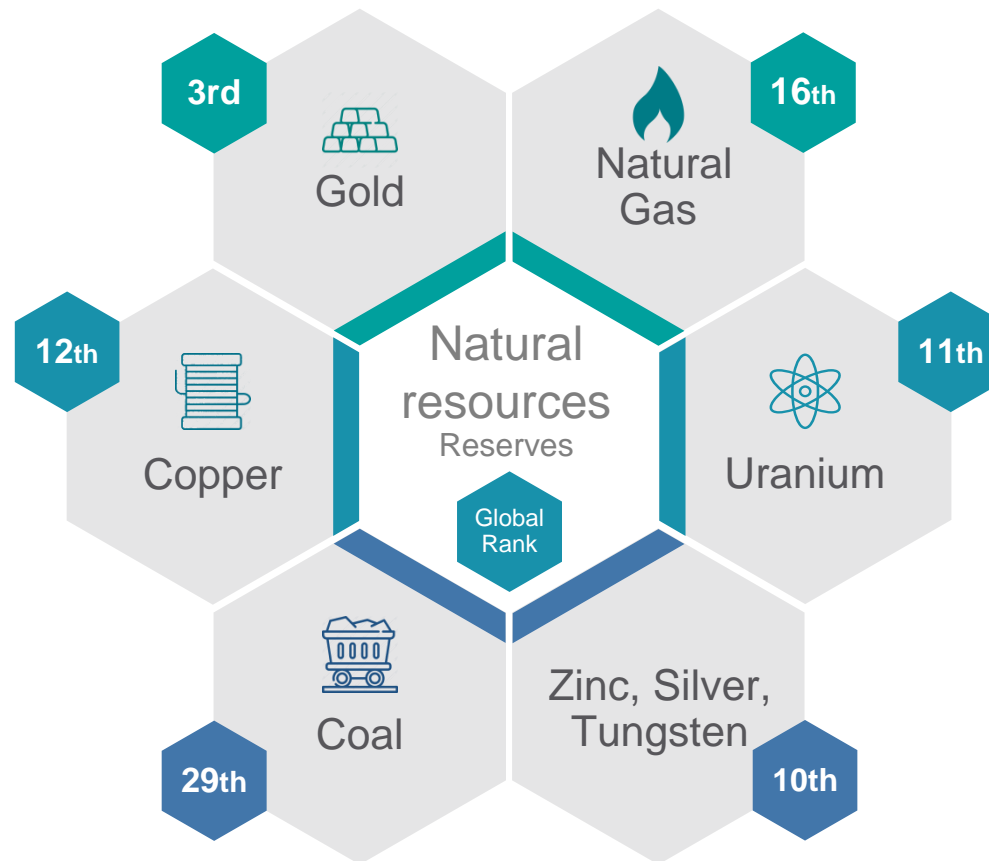 3rd
Gold
16th
Natural
Gas
12th
Copper
Natural
resources
Reserves
Global
Rank
11th
Uranium
Coal
29th
Zinc, Silver,
Tungsten
10th